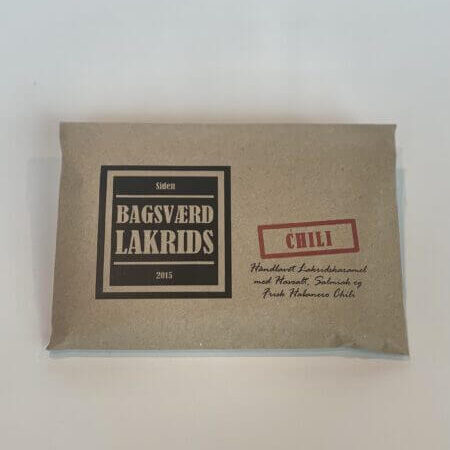 Siden
BAGSVÆRD
LAKRIDS
2015
CHILI
Håndlavet Lakridskaramel
med Havsalt, Salmiak og
Frisk Habanero Chili